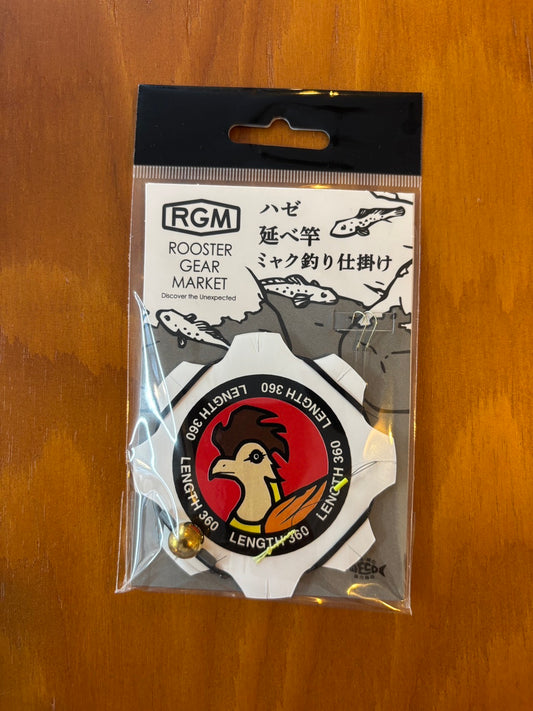 RGM
ROOSTER
GEAR
MARKET
Discover the Unexpected
ハゼ
延べ竿
ミャク釣り仕掛け
LENGTH 360
LENGTH 360
LENGTH 360
LENGTH 360
LENGTH 360